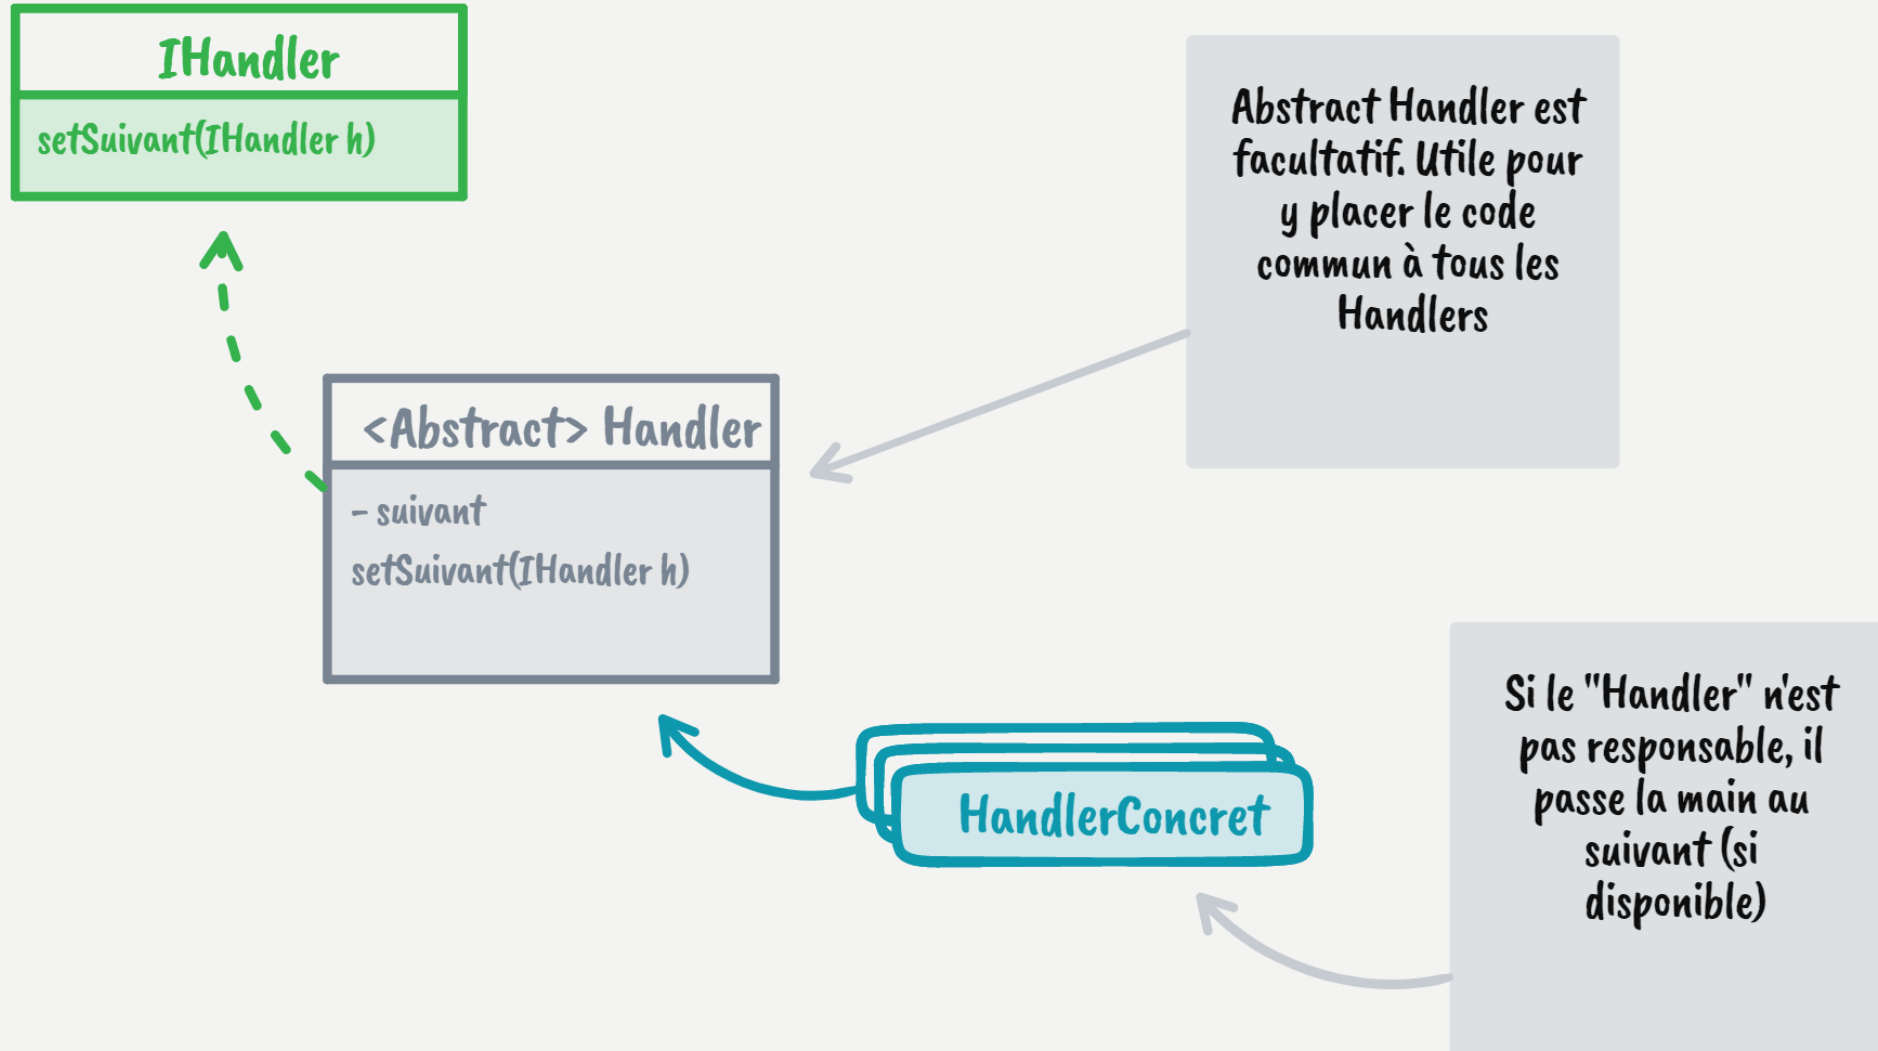 IHandler
setSuivant(IHandler h)
Abstract Handler est
facultatif. Utile pour
y placer le code
commun à tous les
Handlers
<Abstract> Handler
- suivant
setSuivant(IHandler h)
HandlerConcret
Si le "Handler" n'est
pas responsable, il
passe la main au
suivant (si
disponible)